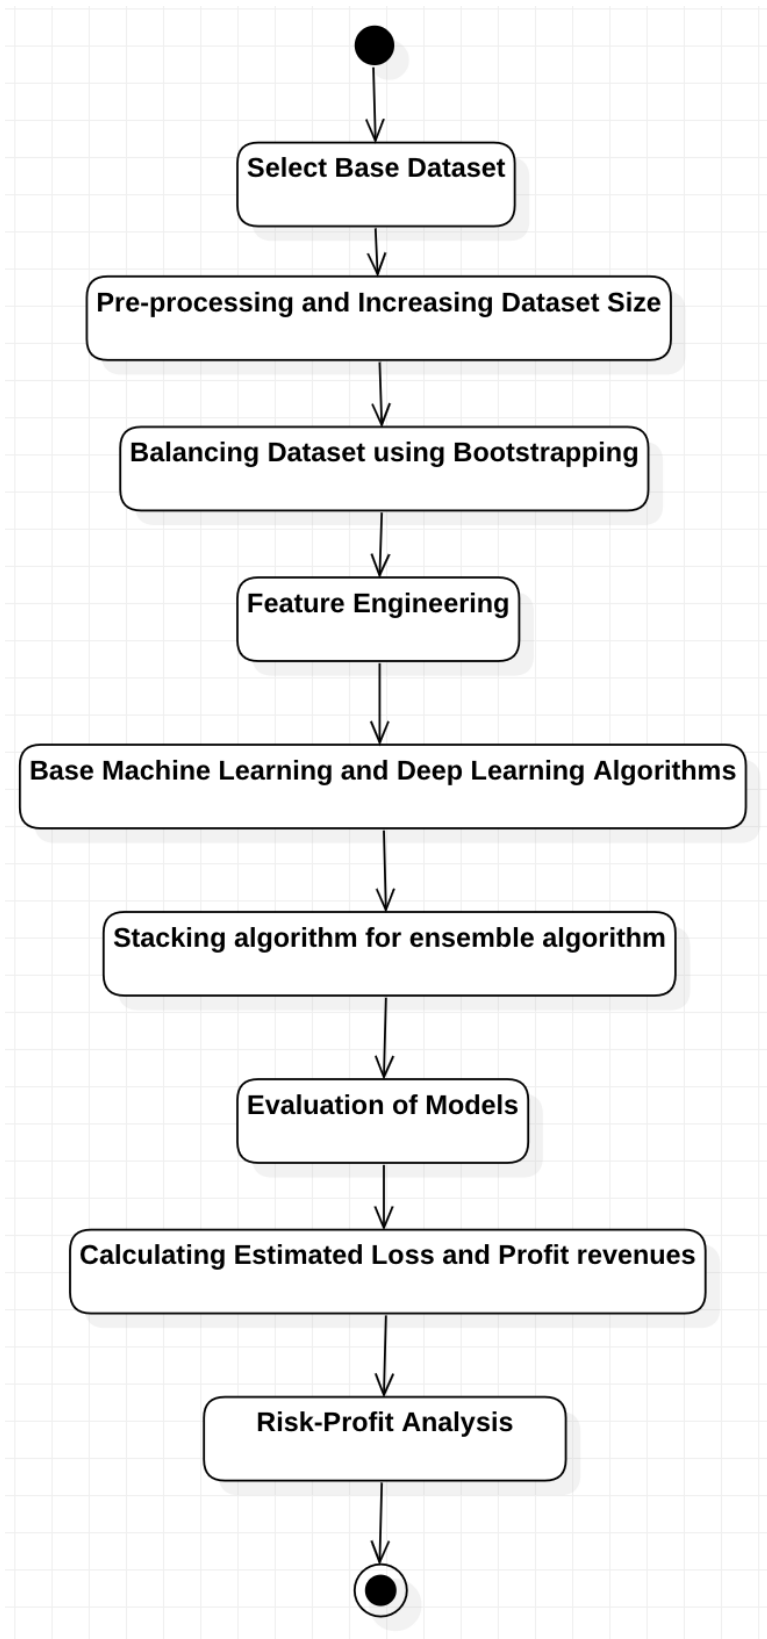 Select Base Dataset
Pre-processing and Increasing Dataset Size
Balancing Dataset using Bootstrapping
Feature Engineering
Base Machine Learning and Deep Learning Algorithms
Stacking algorithm for ensemble algorithm
Evaluation of Models
Calculating Estimated Loss and Profit revenues
Risk-Profit Analysis